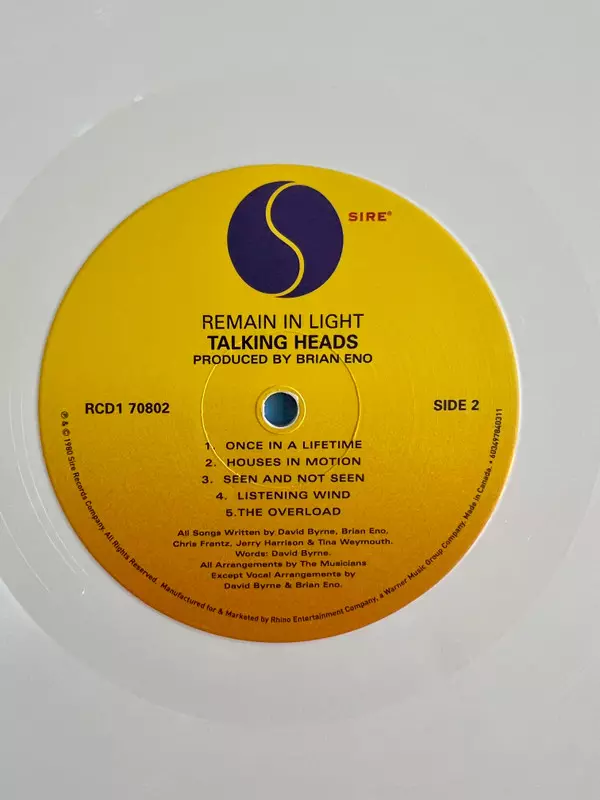 SIRE®
REMAIN IN LIGHT
TALKING HEADS
PRODUCED BY BRIAN ENO
RCD1 70802
SIDE 2
1. ONCE IN A LIFETIME
2. HOUSES IN MOTION
3. SEEN AND NOT SEEN
4. LISTENING WIND
5.THE OVERLOAD
All Songs Written by David Byrne, Brian Eno,
Chris Frantz, Jerry Harrison & Tina Weymouth.
Words: David Byrne.
All Arrangements by The Musicians
Except Vocal Arrangements by
David Byrne & Brian Eno.
℗ & © 1980 Sire Records Company. All Rights Reserved. Manufactured for & Marketed by Rhino Entertainment Company, a Warner Music Group Company. Made in Canada. • 603497840311